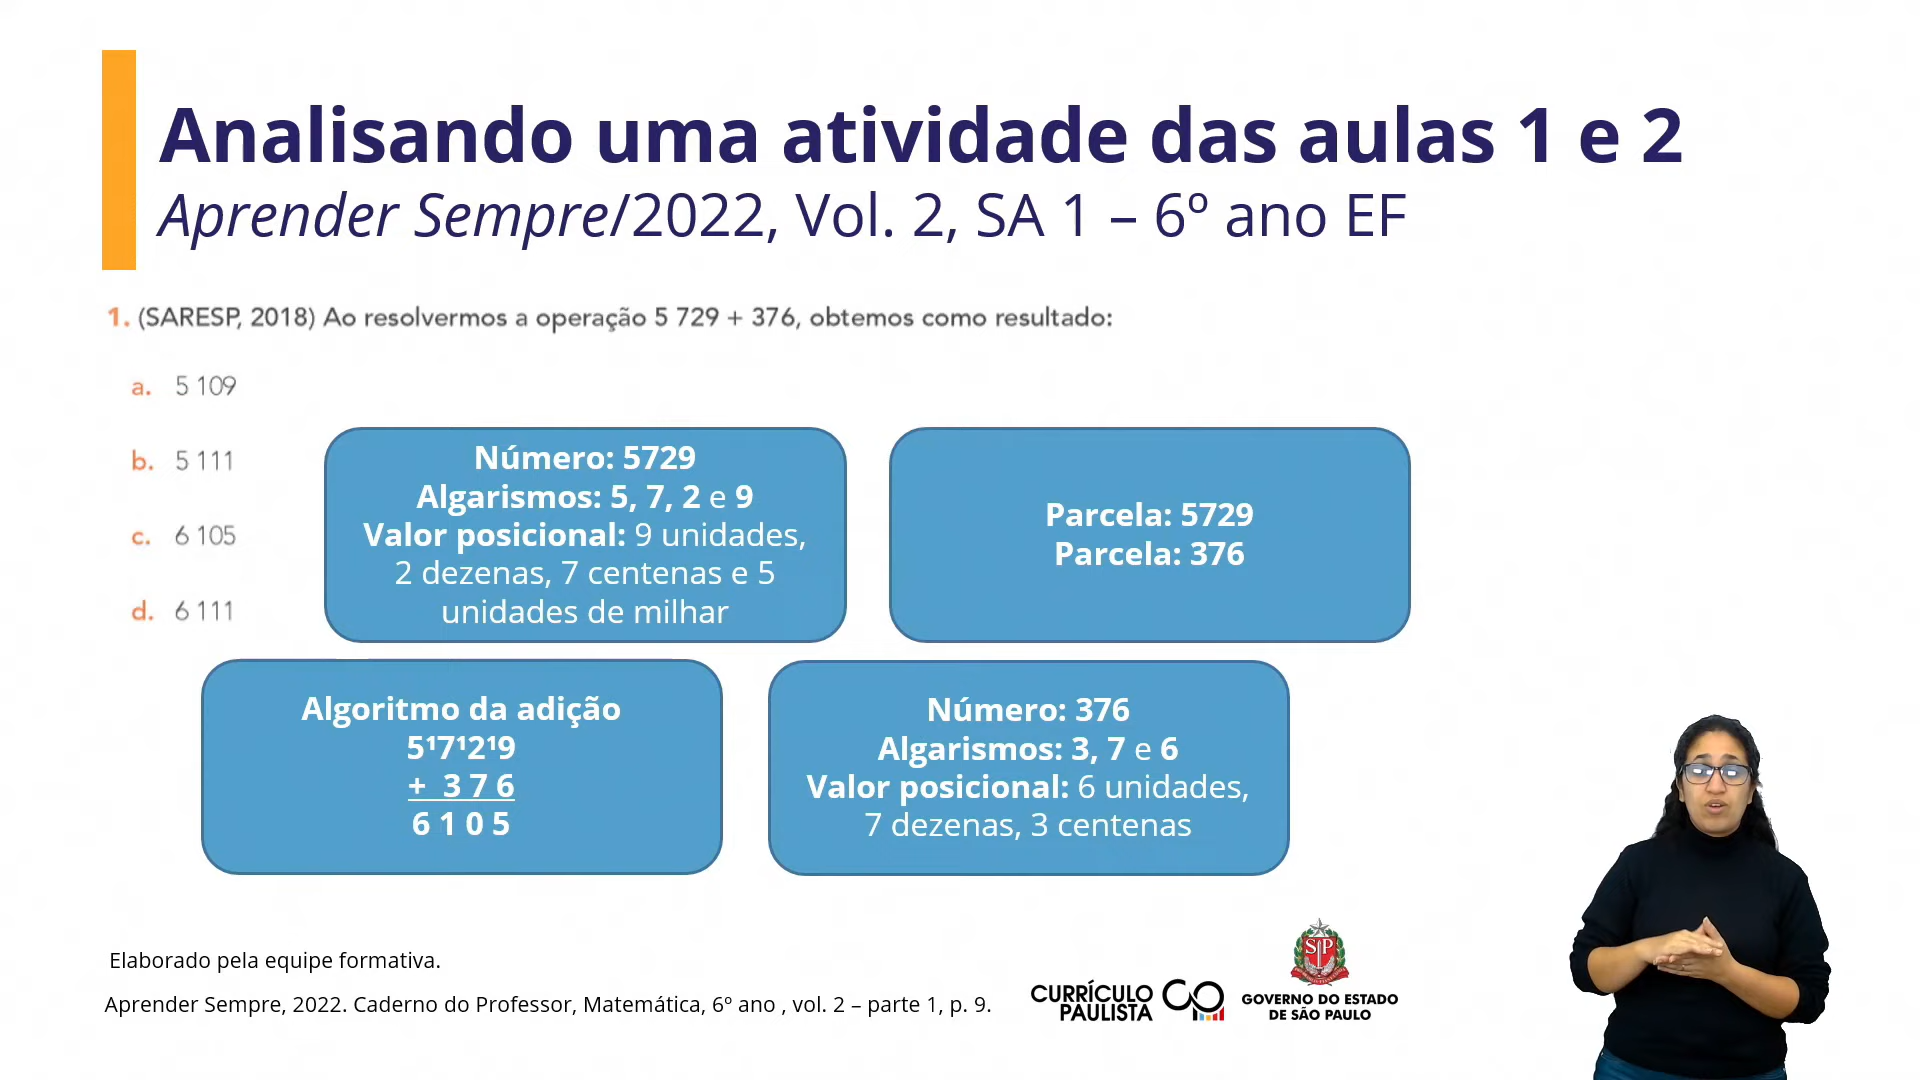 Analisando uma atividade das aulas 1 e 2
Aprender Sempre/2022, Vol. 2, SA 1 – 6º ano EF
1. (SARESP, 2018) Ao resolvermos a operação 5 729 + 376, obtemos como resultado:
a. 5 109
b. 5 111
c. 6 105
d. 6 111
Número: 5729
Algarismos: 5, 7, 2 e 9
Valor posicional: 9 unidades,
2 dezenas, 7 centenas e 5
unidades de milhar
Parcela: 5729
Parcela: 376
Algoritmo da adição
5¹7¹2¹9
+ 3 7 6
6 1 0 5
Número: 376
Algarismos: 3, 7 e 6
Valor posicional: 6 unidades,
7 dezenas, 3 centenas
Elaborado pela equipe formativa.
Aprender Sempre, 2022. Caderno do Professor, Matemática, 6º ano , vol. 2 – parte 1, p. 9.
CURRÍCULO
PAULISTA
SP
GOVERNO DO ESTADO
DE SÃO PAULO